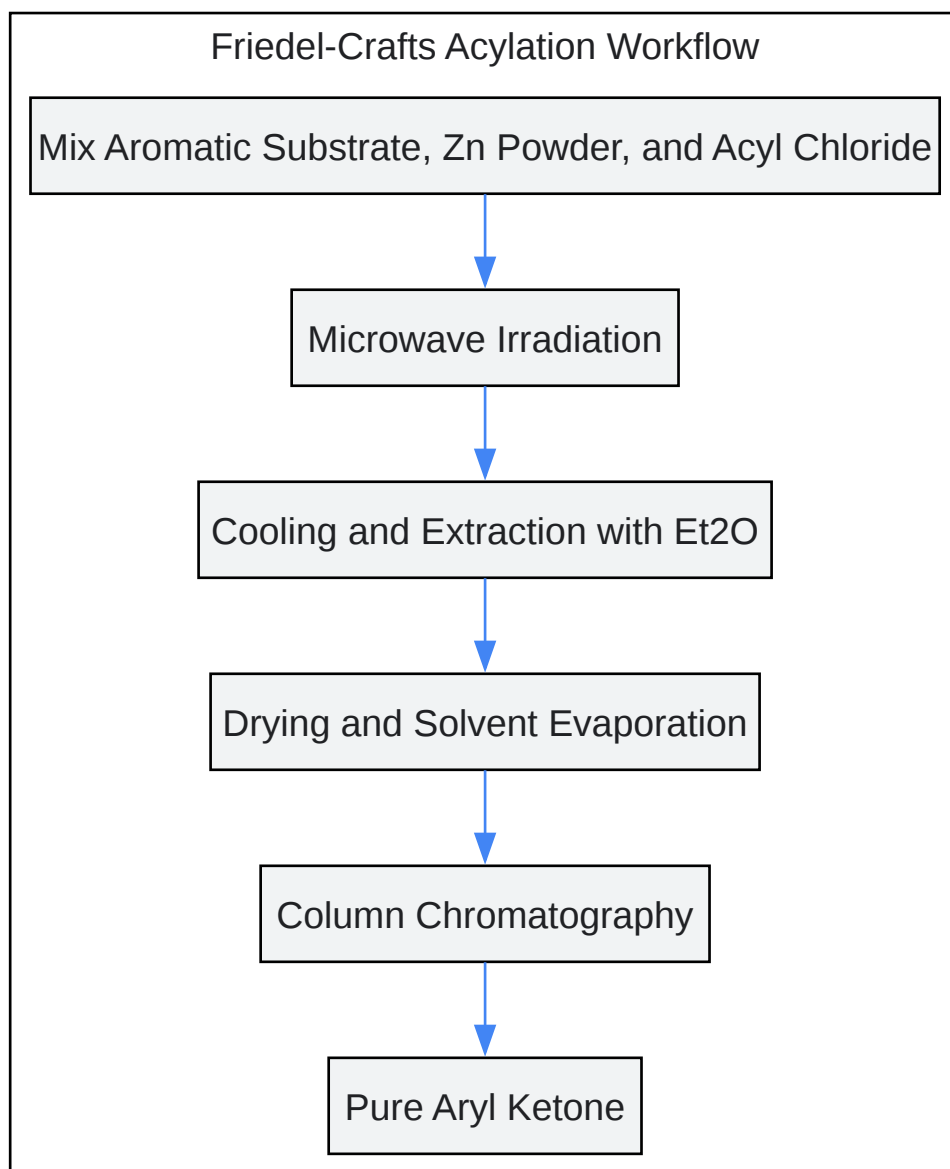 Friedel-Crafts Acylation Workflow
Mix Aromatic Substrate, Zn Powder, and Acyl Chloride
Microwave Irradiation
Cooling and Extraction with Et2O
Drying and Solvent Evaporation
Column Chromatography
Pure Aryl Ketone